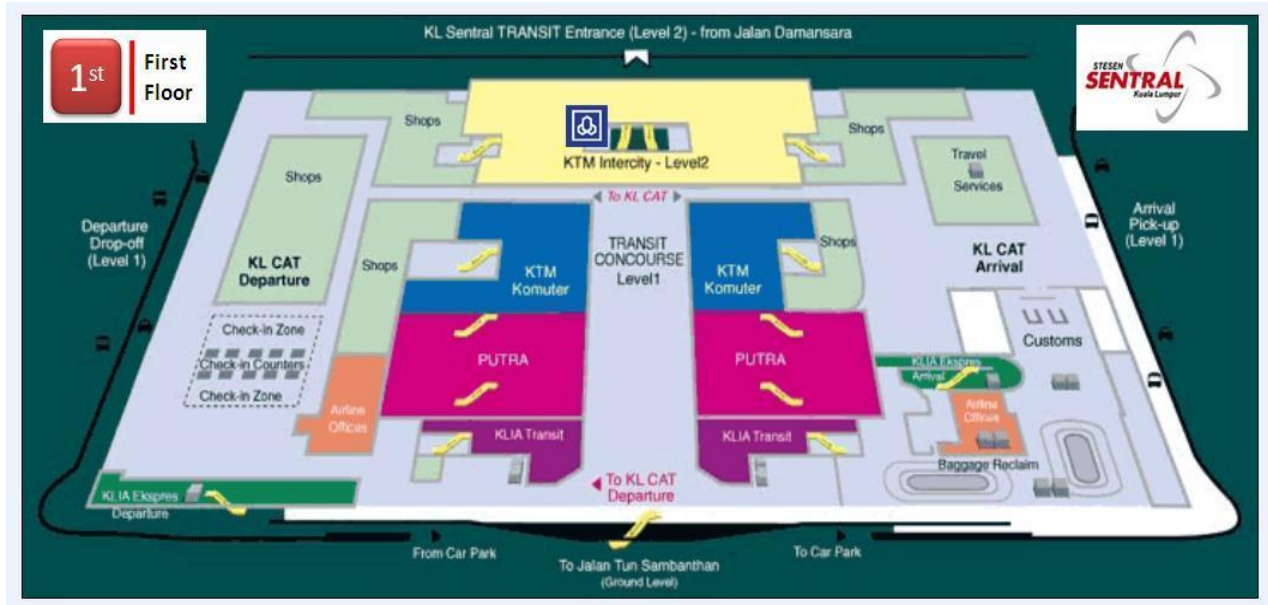 KL Sentral TRANSIT Entrance (Level 2) - from Jalan Damansara
1st
First
Floor
STESEN
SENTRAL
Kuala Lumpur
Shops
KTM Intercity - Level2
Shops
Travel
Services
Shops
To KL CAT
Departure
Drop-off
(Level 1)
KL CAT
Departure
Shops
KTM
Komuter
TRANSIT
CONCOURSE
Level1
KTM
Komuter
Shops
KL CAT
Arrival
Arrival
Pick-up
(Level 1)
Check-in Zone
Check-in Counters
Check-in Zone
PUTRA
PUTRA
Customs
KLIA Ekspres
Arrival
Airline
Offices
Airline
Offices
KLIA Transit
KLIA Transit
Baggage Reclaim
To KL CAT
Departure
KLIA Ekspres
Departure
From Car Park
To Car Park
To Jalan Tun Sambanthan
(Ground Level)